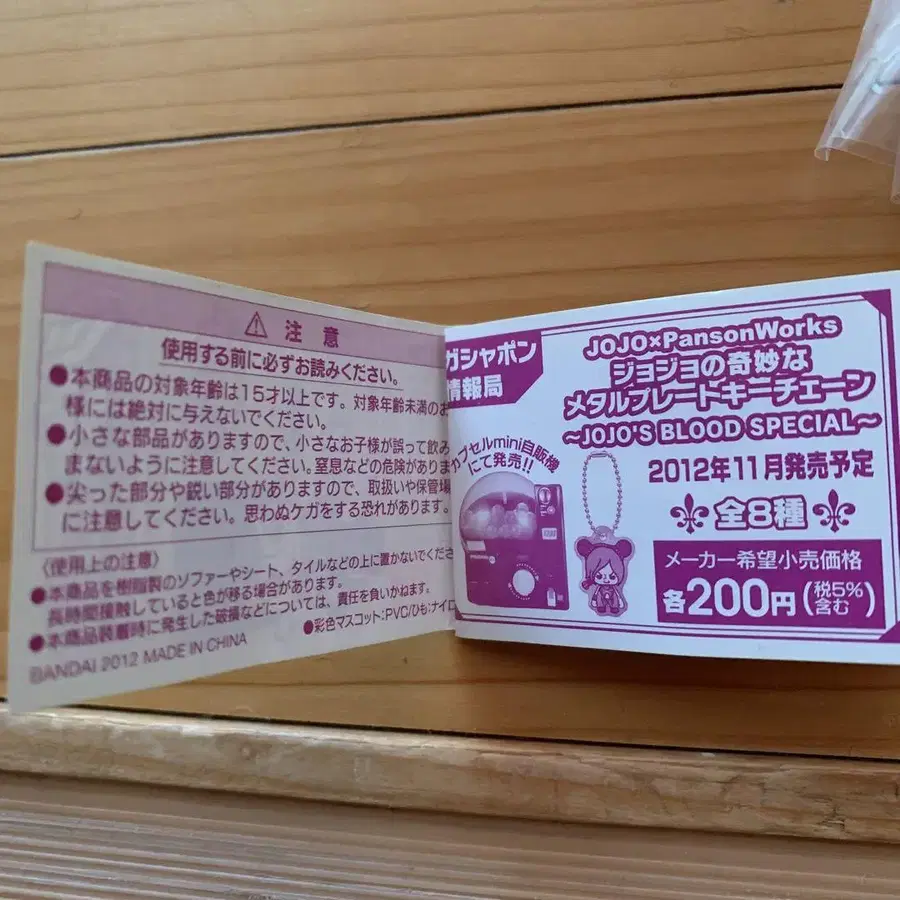 注意
使用する前に必ずお読みください。
●本商品の対象年齢は15才以上です。対象年齢未満のお
様には絶対に与えないでください。
●小さな部品がありますので、小さなお子様が誤って飲み
まないように注意してください。窒息などの危険がありま
●尖った部分や鋭い部分がありますので、取扱いや保管場
に注意してください。思わぬケガをする恐れがあります。
〈使用上の注意〉
●本商品を樹脂製のソファーやシート、タイルなどの上に置かないでくださ
長時間接触していると色が移る場合があります。
●本商品装着時に発生した破損などについては、責任を負いかねます。
●彩色マスコット:PVC/ひも:ナイロ
BANDAI 2012 MADE IN CHINA
ガシャポン
情報局
JOJO×PansonWorks
ジョジョの奇妙な
メタルプレートキーチェーン
~JOJO'S BLOOD SPECIAL~
カプセルmini自販機
にて発売!!
2012年11月発売予定
全8種
メーカー希望小売価格
各200円(税5%含む)